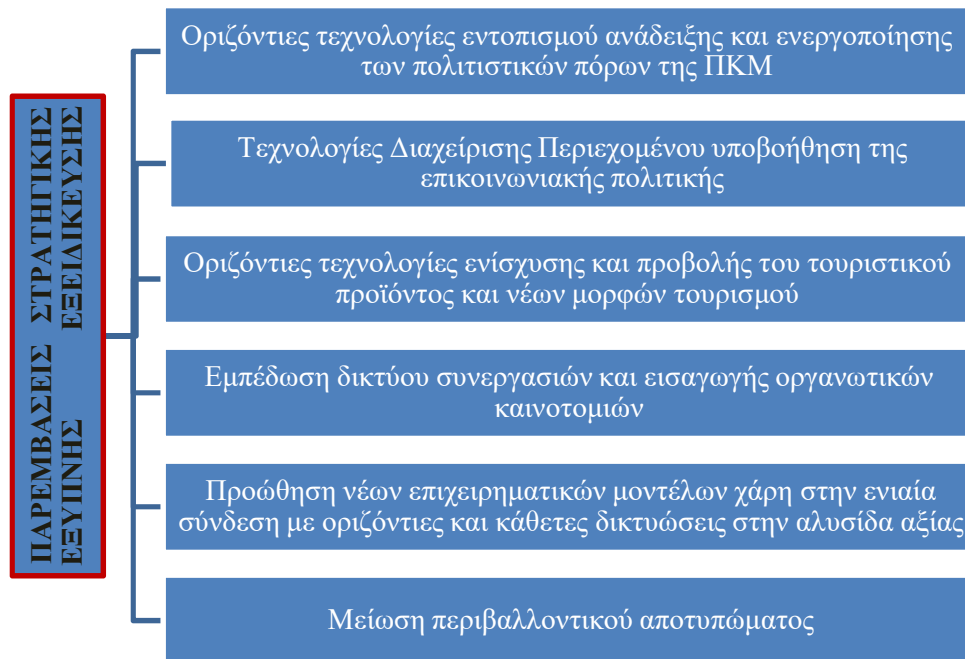 ΠΑΡΕΜΒΑΣΕΙΣ ΣΤΡΑΤΗΓΙΚΗΣ
ΕΞΥΠΝΗΣ ΕΞΕΙΔΙΚΕΥΣΗΣ
Οριζόντιες τεχνολογίες εντοπισμού ανάδειξης και ενεργοποίησης
των πολιτιστικών πόρων της ΠΚΜ
Τεχνολογίες Διαχείρισης Περιεχομένου υποβοήθηση της
επικοινωνιακής πολιτικής
Οριζόντιες τεχνολογίες ενίσχυσης και προβολής του τουριστικού
προϊόντος και νέων μορφών τουρισμού
Εμπέδωση δικτύου συνεργασιών και εισαγωγής οργανωτικών
καινοτομιών
Προώθηση νέων επιχειρηματικών μοντέλων χάρη στην ενιαία
σύνδεση με οριζόντιες και κάθετες δικτυώσεις στην αλυσίδα αξίας
Μείωση περιβαλλοντικού αποτυπώματος